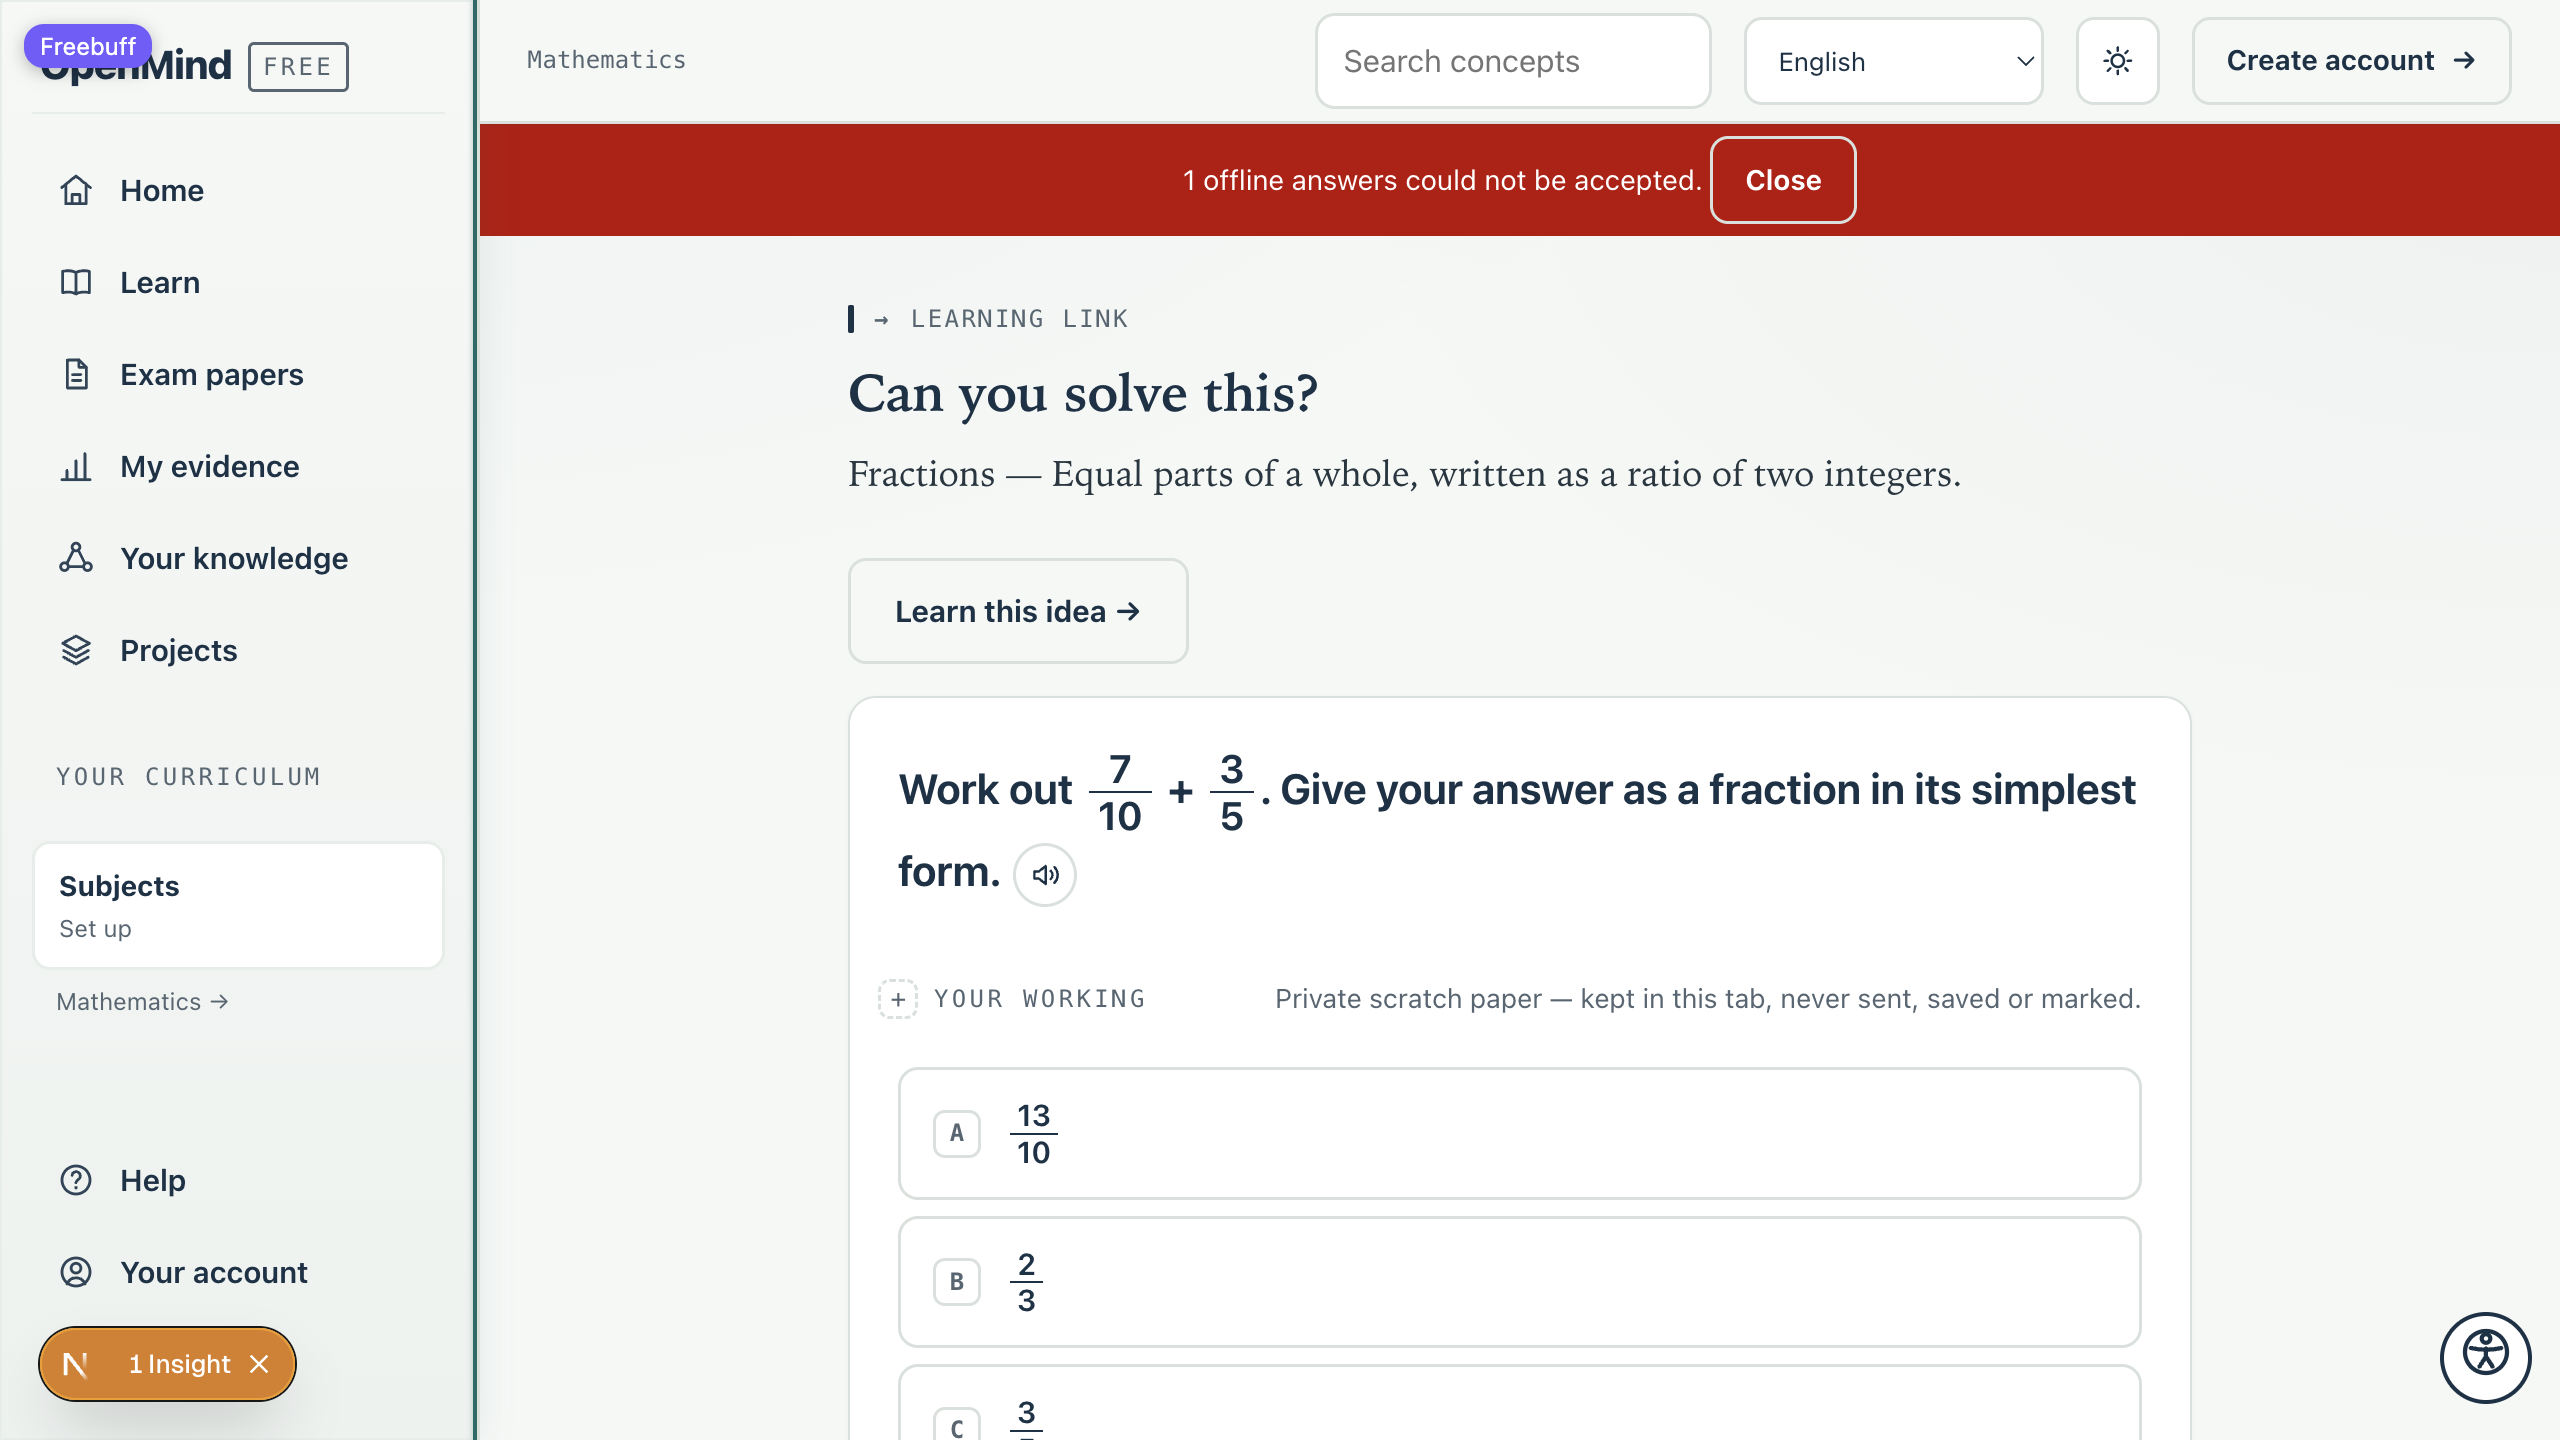 Freebuff
OpenMind FREE
Home
Learn
Exam papers
My evidence
Your knowledge
Projects
YOUR CURRICULUM
Subjects
Set up
Mathematics →
Help
Your account
1 Insight
Mathematics
Search concepts
English
Create account →
1 offline answers could not be accepted. Close
→ LEARNING LINK
Can you solve this?
Fractions — Equal parts of a whole, written as a ratio of two integers.
Learn this idea →
Work out 7/10 + 3/5. Give your answer as a fraction in its simplest
form.
+ YOUR WORKING Private scratch paper — kept in this tab, never sent, saved or marked.
A 13/10
B 2/3
C 3